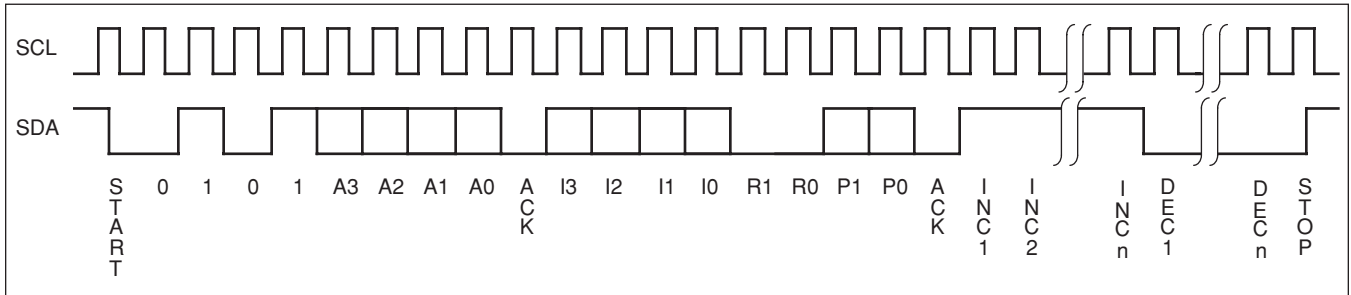 SCL
SDA
START 0 1 0 1 A3 A2 A1 A0 ACK I3 I2 I1 I0 R1 R0 P1 P0 ACK INC1 INC2 INCn DEC1 DECn STOP